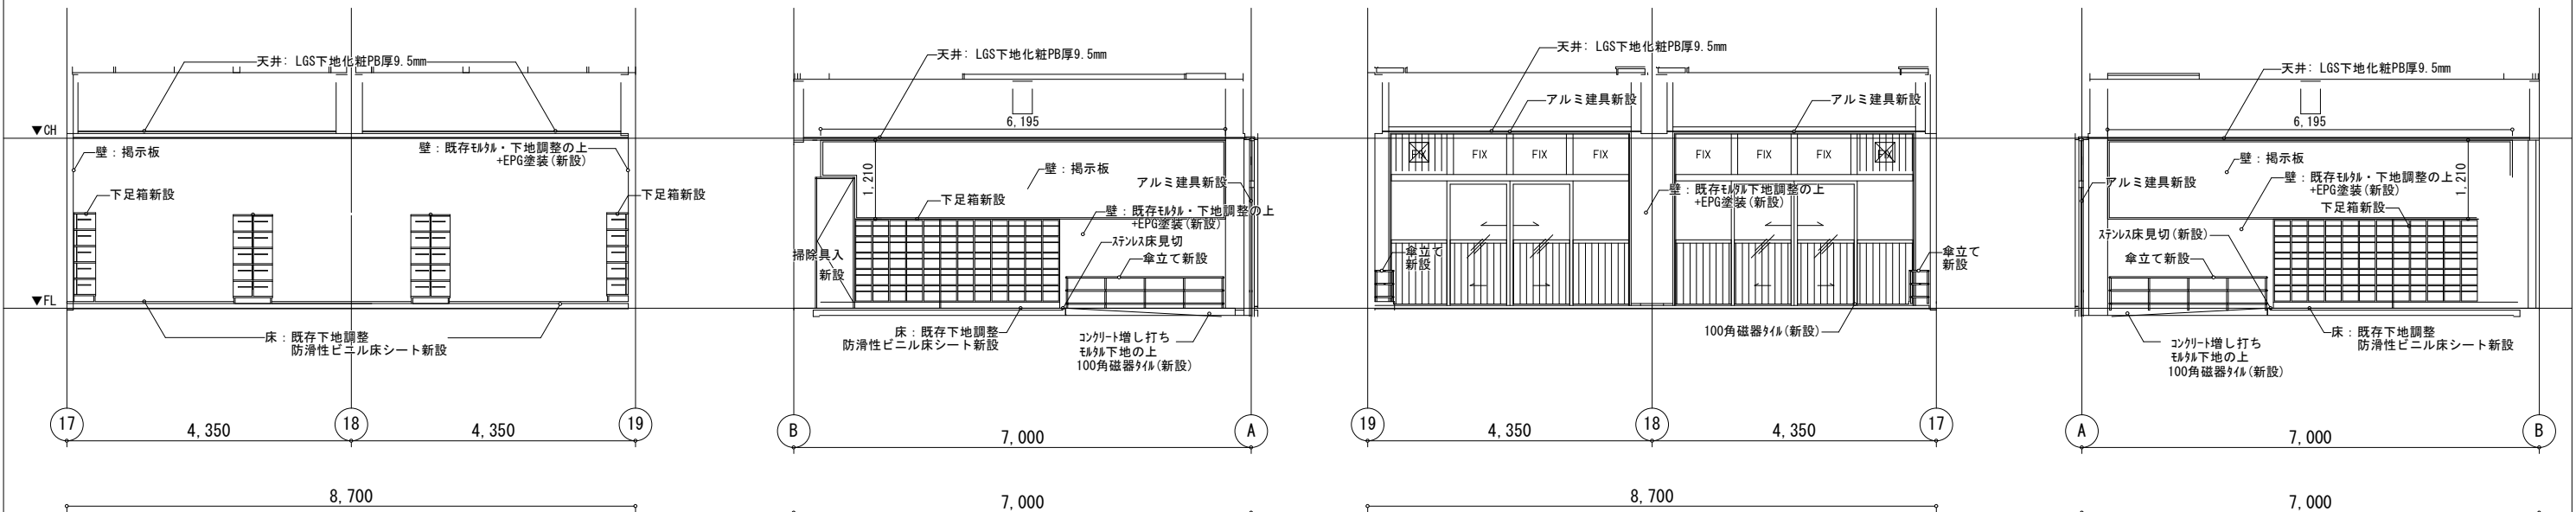 天井: LGS下地化粧PB厚9.5mm
▼CH
壁：掲示板
壁：既存ﾓﾙﾀﾙ・下地調整の上
+EPG塗装(新設)
下足箱新設
下足箱新設
▼FL
床：既存下地調整
防滑性ビニル床シート新設
17
18
19
4,350
4,350
8,700
天井: LGS下地化粧PB厚9.5mm
6,195
1,210
壁：掲示板
アルミ建具新設
下足箱新設
壁：既存ﾓﾙﾀﾙ・下地調整の上
+EPG塗装(新設)
ｽﾃﾝﾚｽ床見切
掃除具入
新設
傘立て新設
床：既存下地調整
防滑性ビニル床シート新設
ｺﾝｸﾘｰﾄ増し打ち
ﾓﾙﾀﾙ下地の上
100角磁器ﾀｲﾙ(新設)
B
A
7,000
7,000
天井: LGS下地化粧PB厚9.5mm
アルミ建具新設
アルミ建具新設
FIX
FIX
FIX
FIX
FIX
FIX
FIX
FIX
壁：既存ﾓﾙﾀﾙ下地調整の上
+EPG塗装(新設)
傘立て
新設
傘立て
新設
100角磁器ﾀｲﾙ(新設)
19
18
17
4,350
4,350
8,700
天井: LGS下地化粧PB厚9.5mm
6,195
1,210
壁：掲示板
アルミ建具新設
壁：既存ﾓﾙﾀﾙ・下地調整の上
+EPG塗装(新設)
下足箱新設
ｽﾃﾝﾚｽ床見切(新設)
傘立て新設
床：既存下地調整
防滑性ビニル床シート新設
ｺﾝｸﾘｰﾄ増し打ち
ﾓﾙﾀﾙ下地の上
100角磁器ﾀｲﾙ(新設)
A
B
7,000
7,000